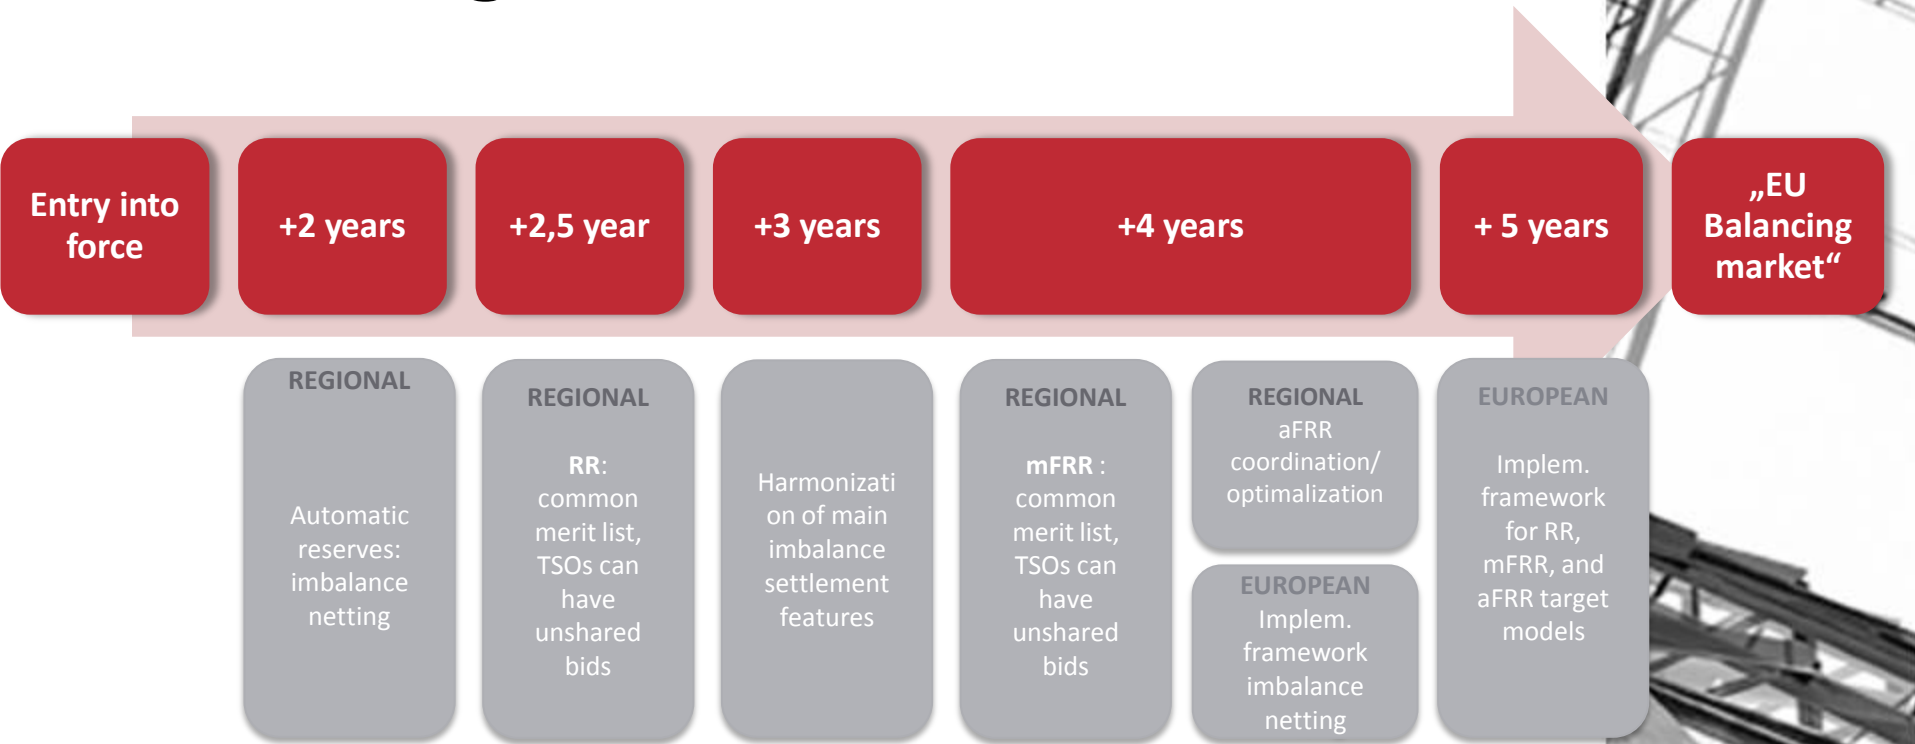 Entry into
force
+2 years
+2,5 year
+3 years
+4 years
+ 5 years
„EU
Balancing
market“
REGIONAL
Automatic
reserves:
imbalance
netting
REGIONAL
RR:
common
merit list,
TSOs can
have
unshared
bids
Harmonizati
on of main
imbalance
settlement
features
REGIONAL
mFRR :
common
merit list,
TSOs can
have
unshared
bids
REGIONAL
aFRR
coordination/
optimalization
EUROPEAN
Implem.
framework
imbalance
netting
EUROPEAN
Implem.
framework
for RR,
mFRR, and
aFRR target
models